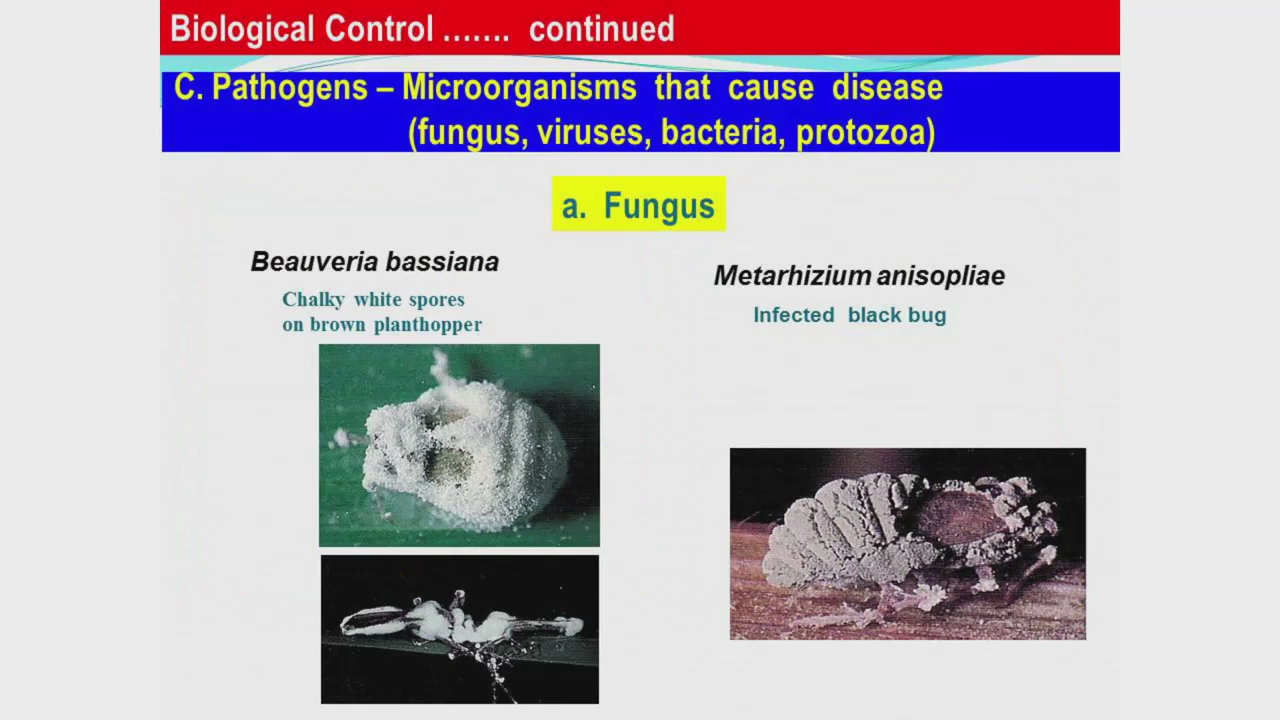 Biological Control ....... continued
C. Pathogens – Microorganisms that cause disease
(fungus, viruses, bacteria, protozoa)
a. Fungus
Beauveria bassiana
Chalky white spores
on brown planthopper
Metarhizium anisopliae
Infected black bug